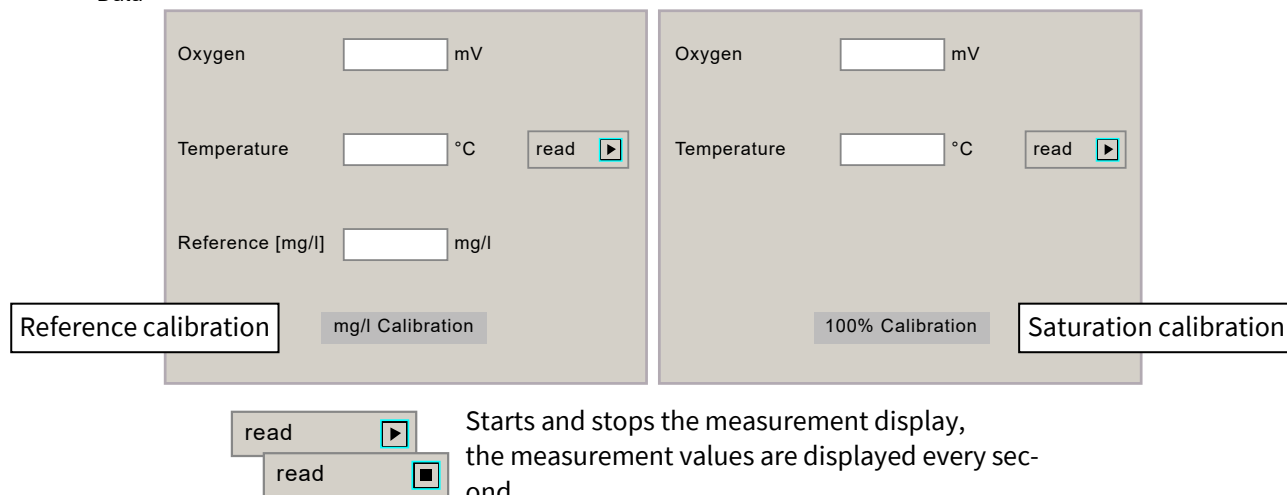 Oxygen mV
Temperature °C read
Reference [mg/l] mg/l
Reference calibration
mg/l Calibration
Oxygen mV
Temperature °C read
100% Calibration
Saturation calibration
read
read
Starts and stops the measurement display,
the measurement values are displayed every sec-
ond